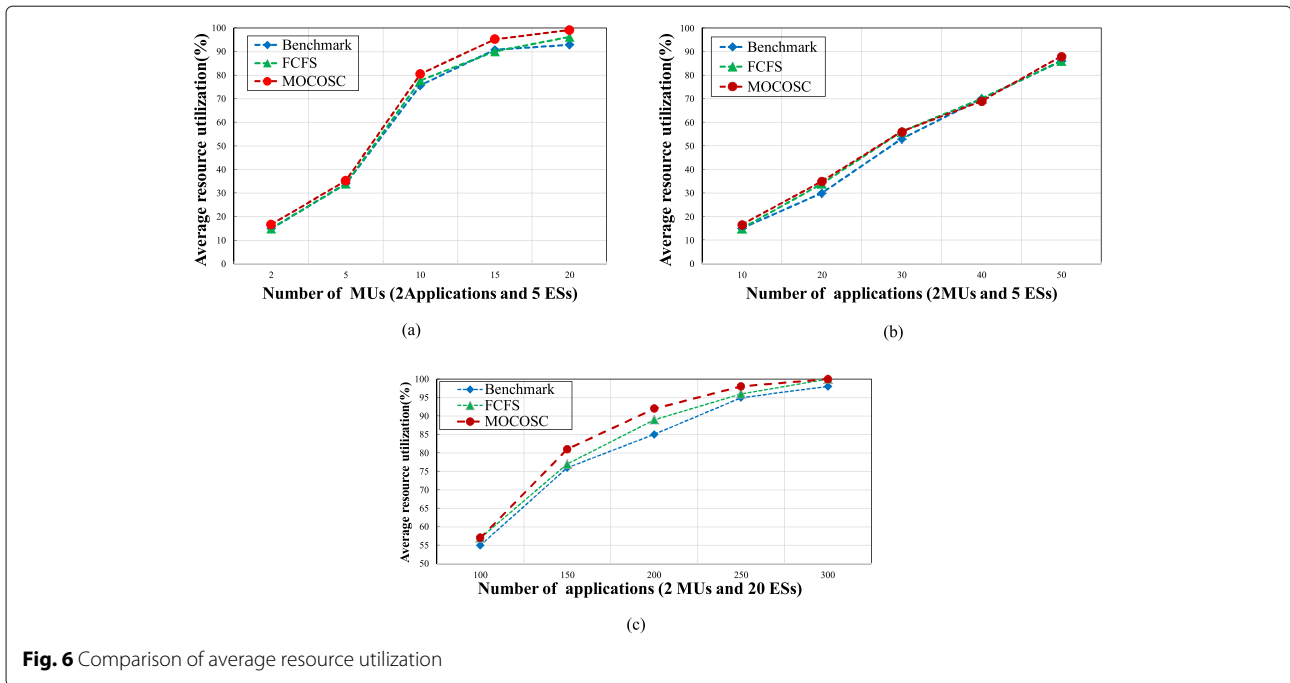 Average resource utilization(%)
100
90
80
70
60
50
40
30
20
10
0
Benchmark
FCFS
MOCOSC
2 5 10 15 20
Number of MUs (2Applications and 5 ESs)
(a)
Average resource utilization(%)
100
90
80
70
60
50
40
30
20
10
0
Benchmark
FCFS
MOCOSC
10 20 30 40 50
Number of applications (2MUs and 5 ESs)
(b)
Average resource utilization(%)
100
95
90
85
80
75
70
65
60
55
50
Benchmark
FCFS
MOCOSC
100 150 200 250 300
Number of applications (2 MUs and 20 ESs)
(c)
Fig. 6 Comparison of average resource utilization